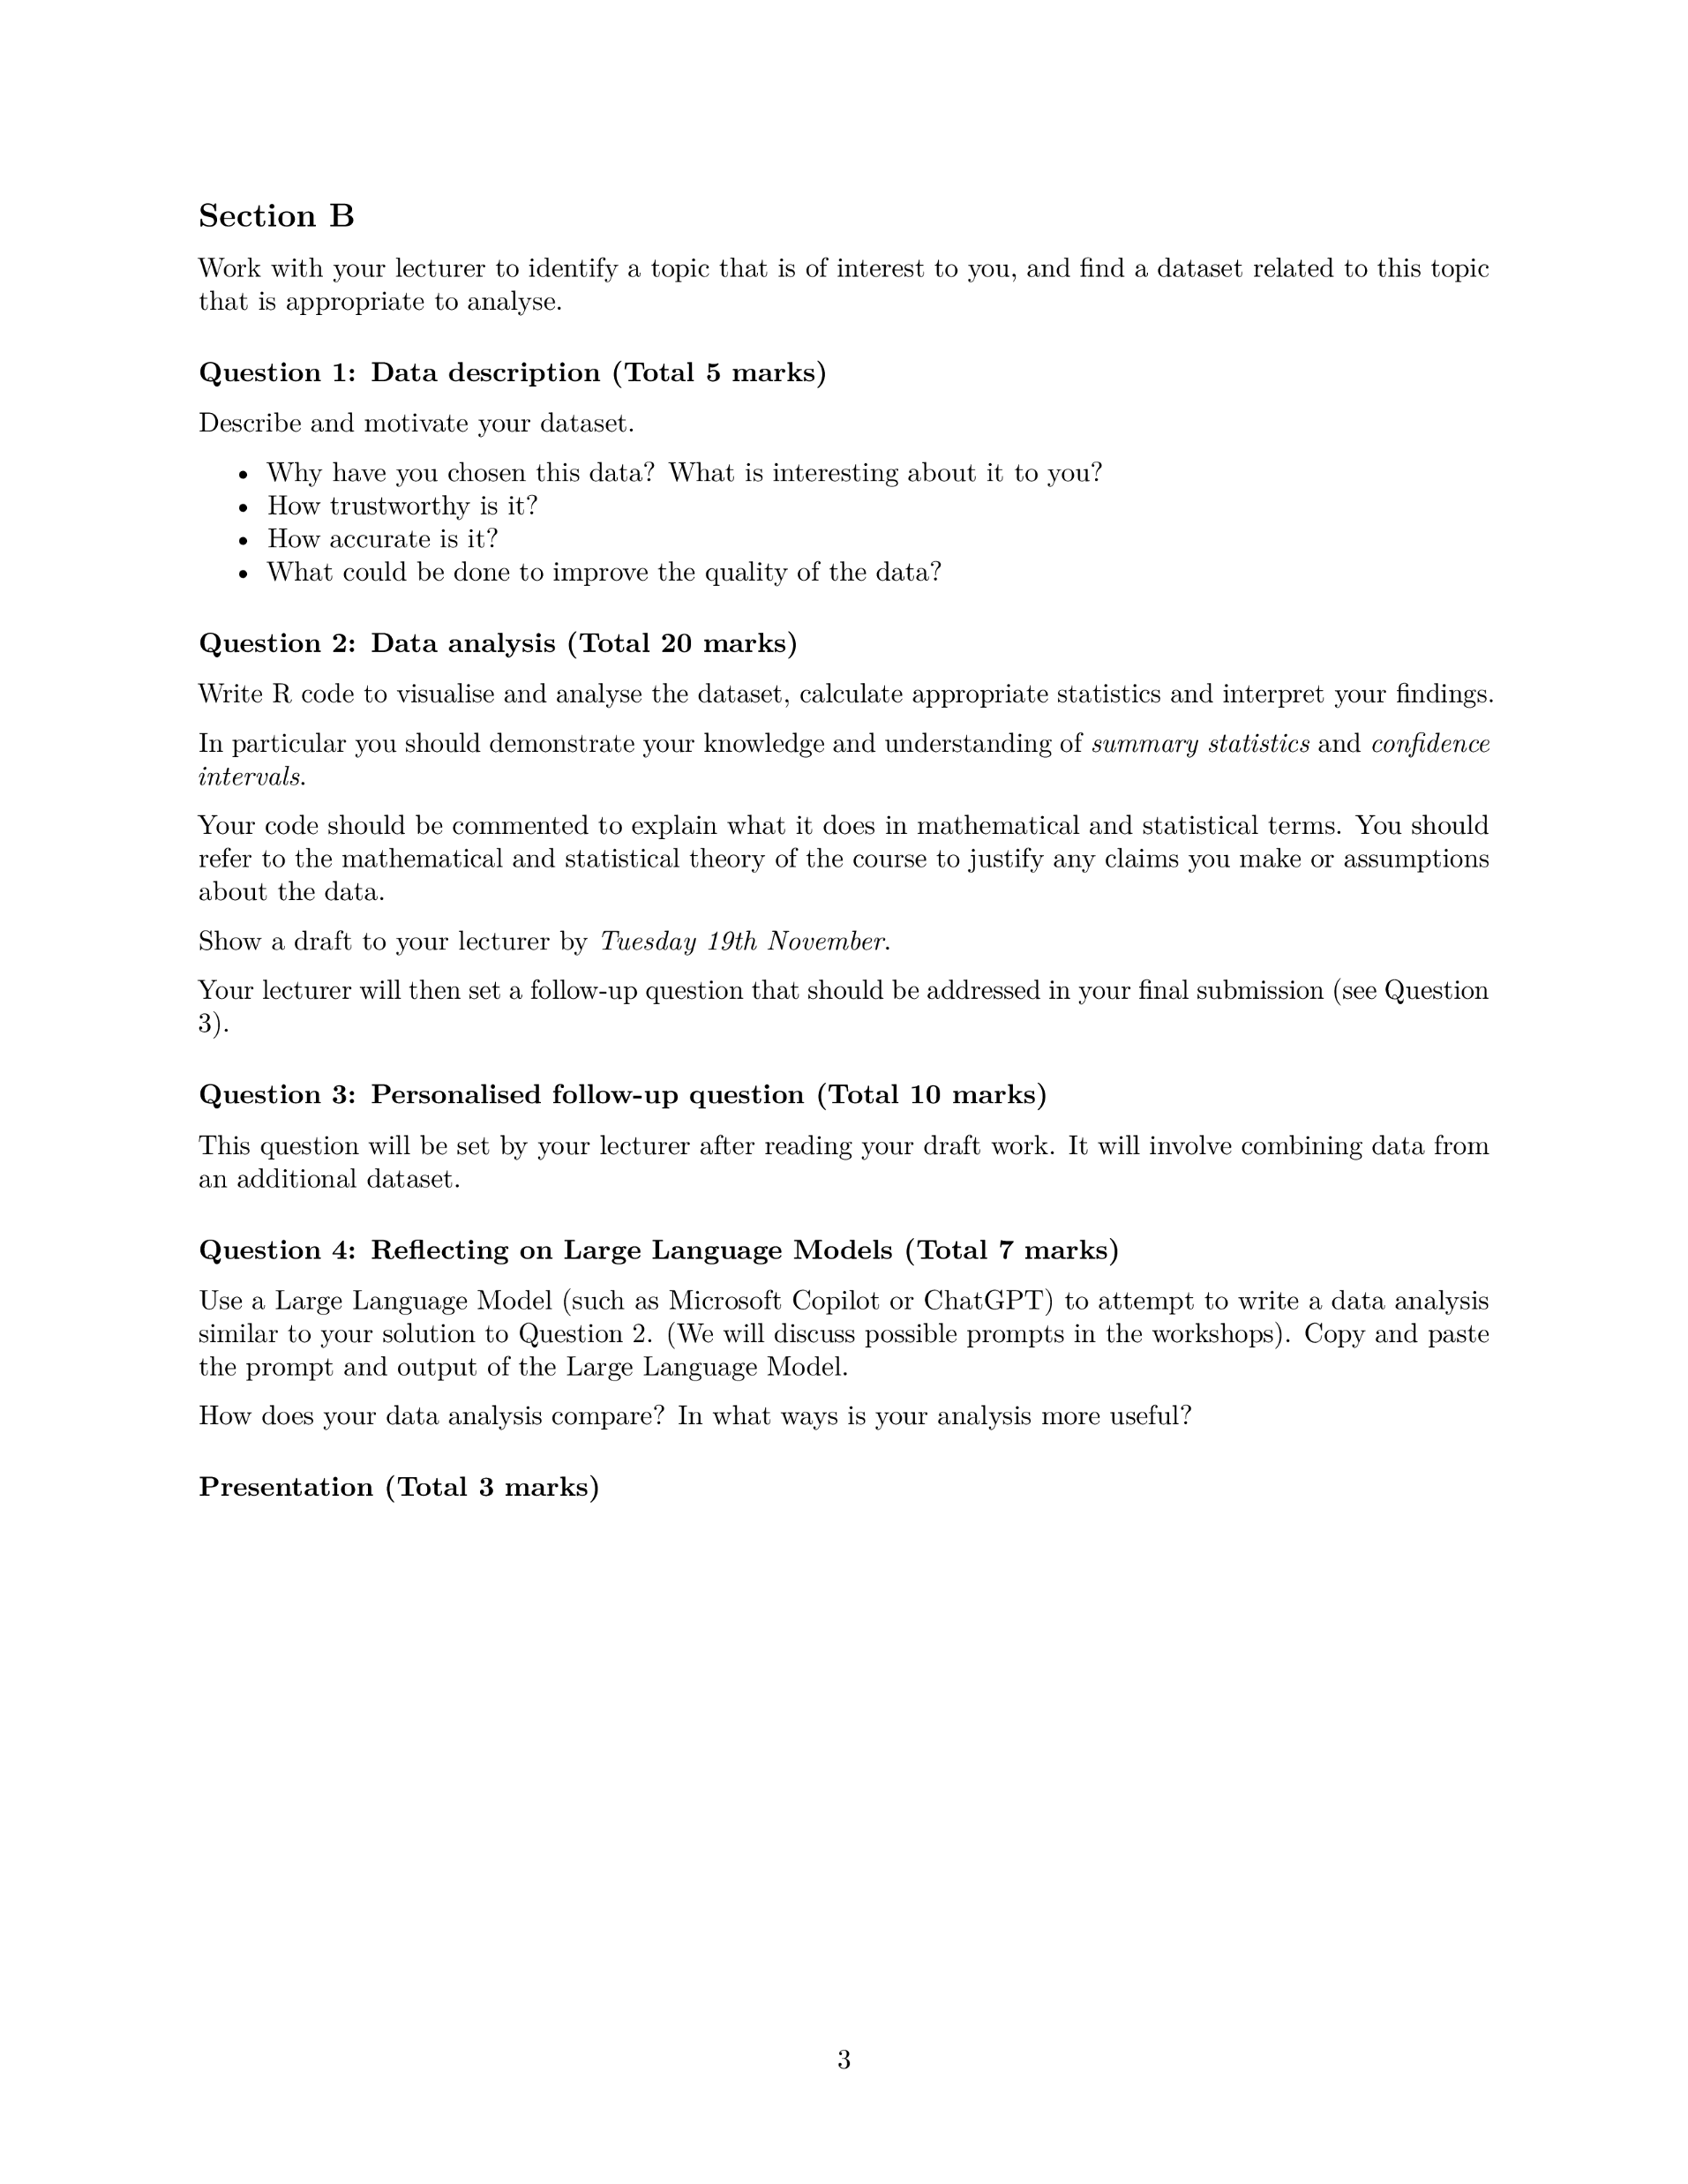 Section B
Work with your lecturer to identify a topic that is of interest to you, and find a dataset related to this topic
that is appropriate to analyse.
Question 1: Data description (Total 5 marks)
Describe and motivate your dataset.
• Why have you chosen this data? What is interesting about it to you?
• How trustworthy is it?
• How accurate is it?
• What could be done to improve the quality of the data?
Question 2: Data analysis (Total 20 marks)
Write R code to visualise and analyse the dataset, calculate appropriate statistics and interpret your findings.
In particular you should demonstrate your knowledge and understanding of summary statistics and confidence
intervals.
Your code should be commented to explain what it does in mathematical and statistical terms. You should
refer to the mathematical and statistical theory of the course to justify any claims you make or assumptions
about the data.
Show a draft to your lecturer by Tuesday 19th November.
Your lecturer will then set a follow-up question that should be addressed in your final submission (see Question
3).
Question 3: Personalised follow-up question (Total 10 marks)
This question will be set by your lecturer after reading your draft work. It will involve combining data from
an additional dataset.
Question 4: Reflecting on Large Language Models (Total 7 marks)
Use a Large Language Model (such as Microsoft Copilot or ChatGPT) to attempt to write a data analysis
similar to your solution to Question 2. (We will discuss possible prompts in the workshops). Copy and paste
the prompt and output of the Large Language Model.
How does your data analysis compare? In what ways is your analysis more useful?
Presentation (Total 3 marks)
3